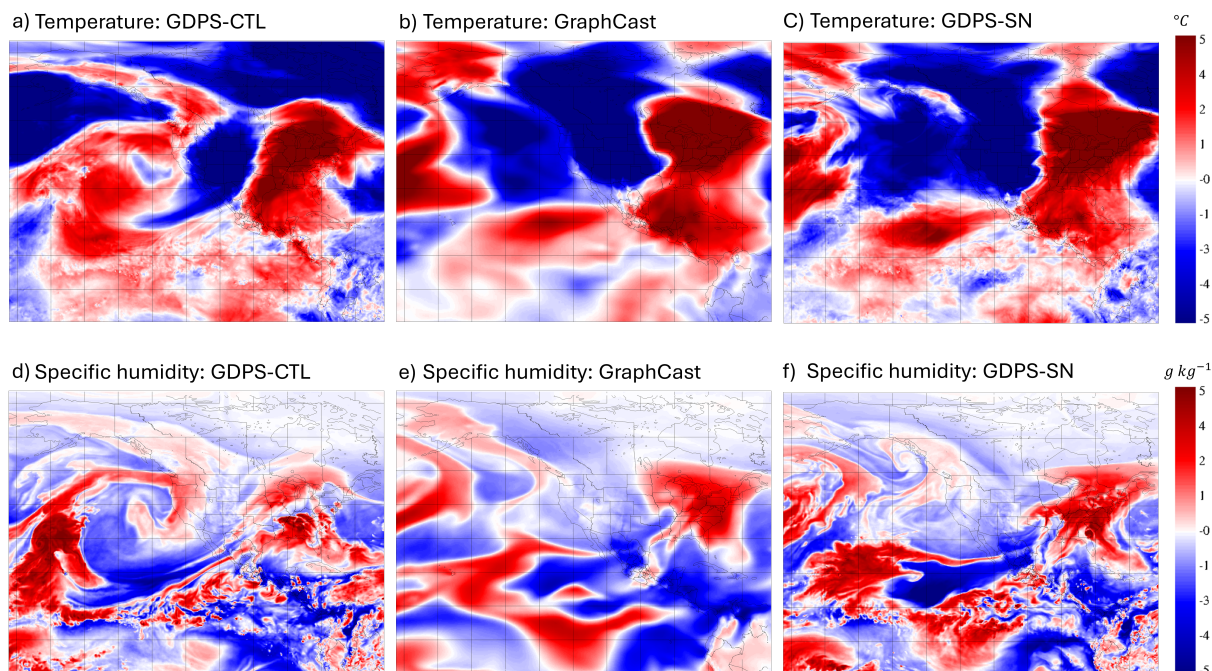 a) Temperature: GDPS-CTL
b) Temperature: GraphCast
C) Temperature: GDPS-SN
°C
5
4
2
1
-0
-1
-3
-4
-5
d) Specific humidity: GDPS-CTL
e) Specific humidity: GraphCast
f) Specific humidity: GDPS-SN
g kg⁻¹
5
4
2
1
-0
-1
-3
-4
-5